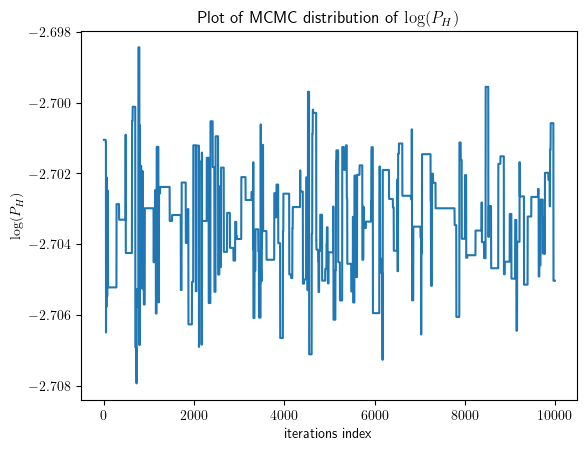 Plot of MCMC distribution of log(P_H)
−2.698
−2.700
−2.702
−2.704
−2.706
−2.708
log(P_H)
0 2000 4000 6000 8000 10000
iterations index